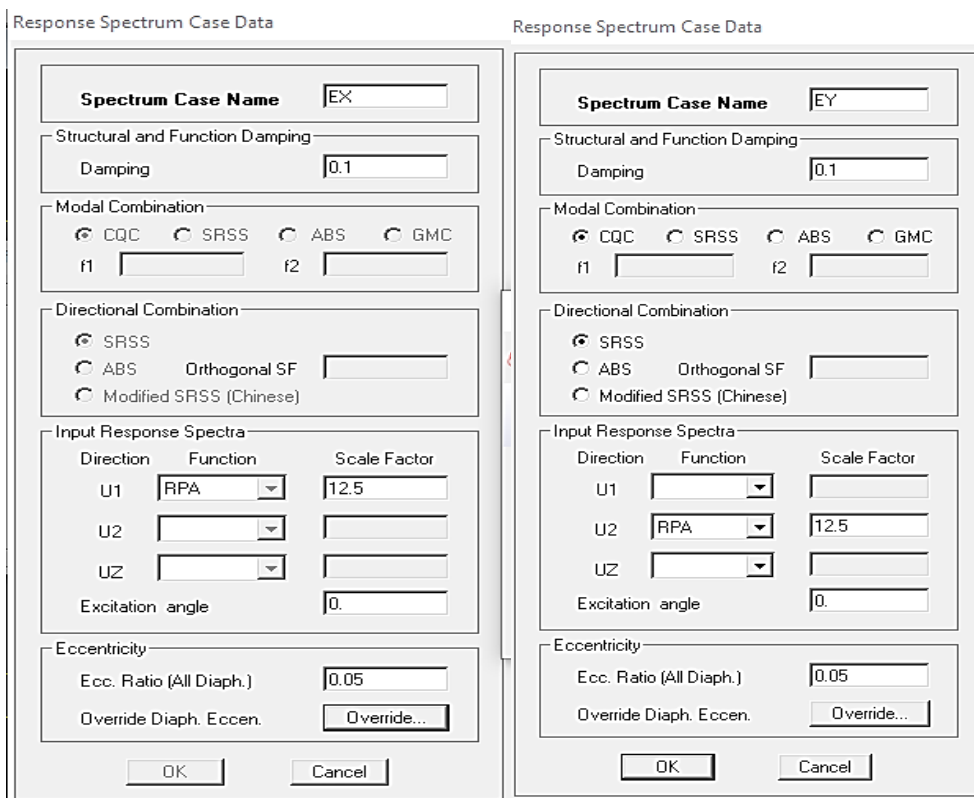 Response Spectrum Case Data
Spectrum Case Name EX
Structural and Function Damping
Damping 0.1
Modal Combination
CQC SRSS ABS GMC
f1 f2
Directional Combination
SRSS
ABS Orthogonal SF
Modified SRSS (Chinese)
Input Response Spectra
Direction Function Scale Factor
U1 RPA 12.5
U2
UZ
Excitation angle 0.
Eccentricity
Ecc. Ratio (All Diaph.) 0.05
Override Diaph. Eccen. Override...
OK Cancel
Response Spectrum Case Data
Spectrum Case Name EY
Structural and Function Damping
Damping 0.1
Modal Combination
CQC SRSS ABS GMC
f1 f2
Directional Combination
SRSS
ABS Orthogonal SF
Modified SRSS (Chinese)
Input Response Spectra
Direction Function Scale Factor
U1
U2 RPA 12.5
UZ
Excitation angle 0.
Eccentricity
Ecc. Ratio (All Diaph.) 0.05
Override Diaph. Eccen. Override...
OK Cancel